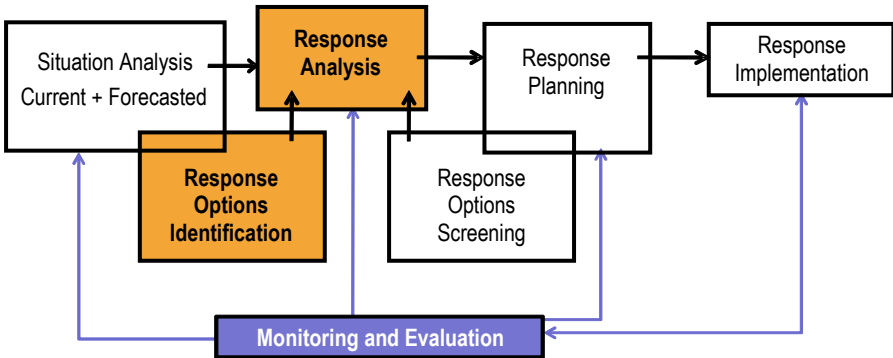 Situation Analysis
Current + Forecasted
Response
Analysis
Response
Planning
Response
Implementation
Response
Options
Identification
Response
Options
Screening
Monitoring and Evaluation